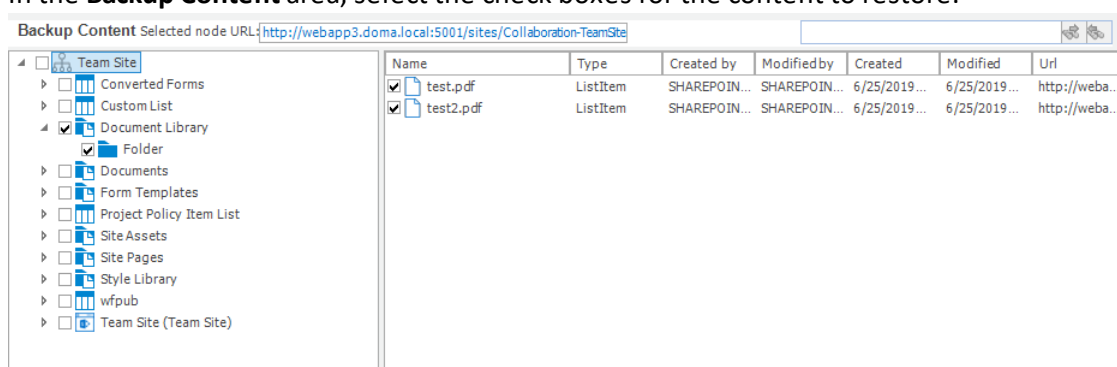 In the Backup Content area, select the check boxes for the content to restore:
Backup Content Selected node URL: http://webapp3.doma.local:5001/sites/Collaboration-TeamSite
Team Site
Converted Forms
Custom List
Document Library
Folder
Documents
Form Templates
Project Policy Item List
Site Assets
Site Pages
Style Library
wfpub
Team Site (Team Site)
Name Type Created by Modified by Created Modified Url
test.pdf ListItem SHAREPOIN... SHAREPOIN... 6/25/2019... 6/25/2019... http://weba...
test2.pdf ListItem SHAREPOIN... SHAREPOIN... 6/25/2019... 6/25/2019... http://weba...